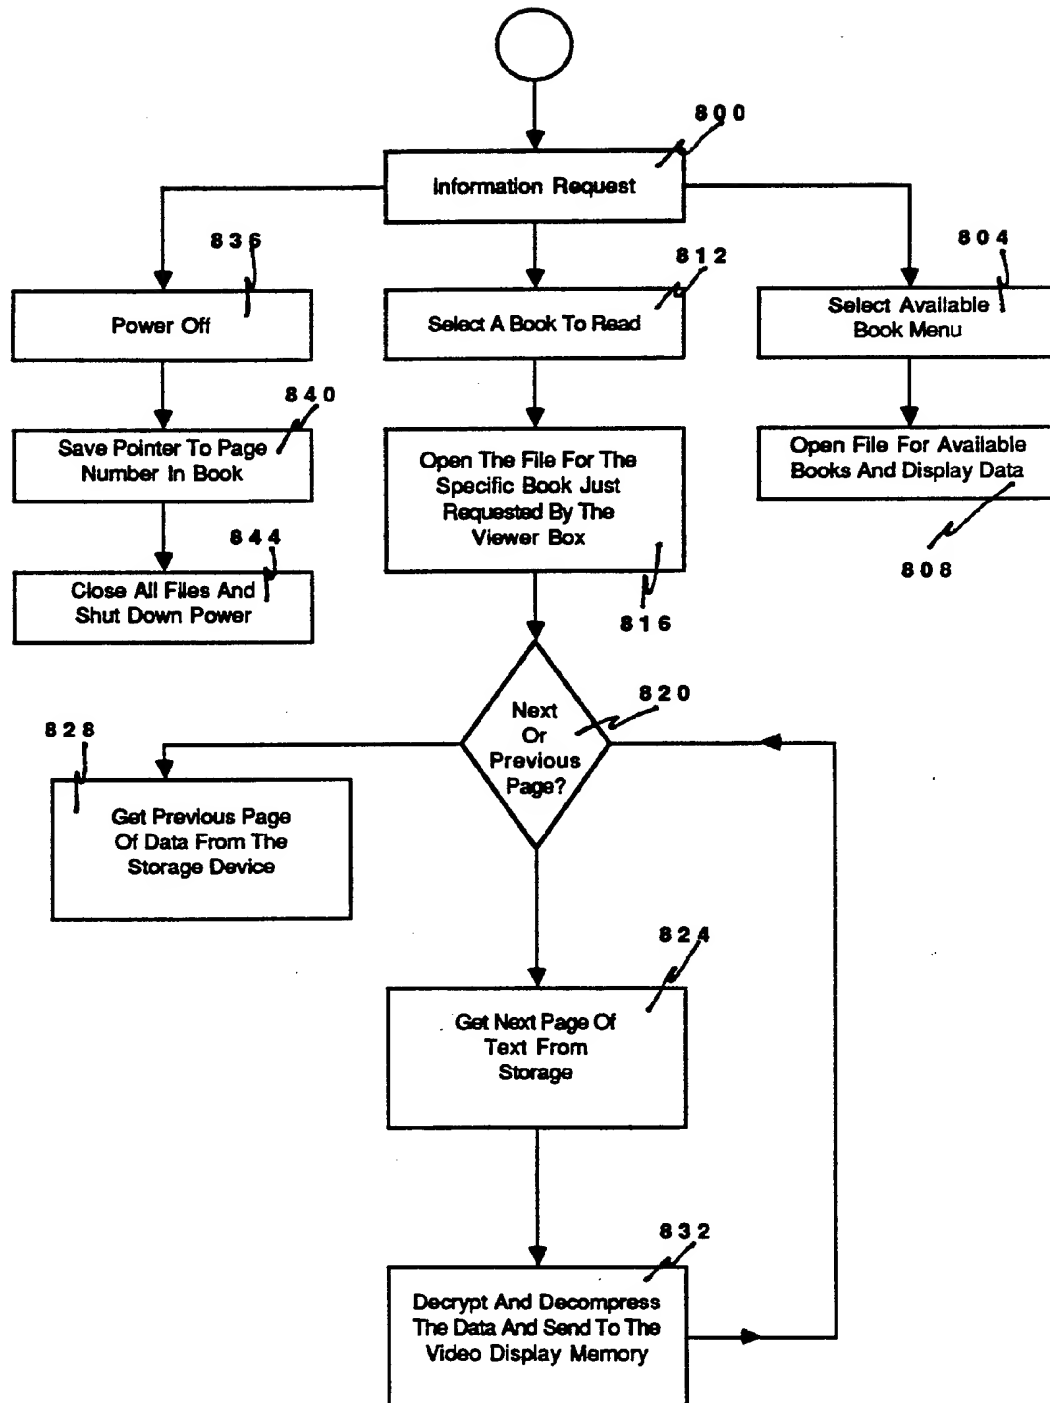 800
Information Request
836
812
804
Power Off
Select A Book To Read
Select Available
Book Menu
840
Save Pointer To Page
Number In Book
Open The File For The
Specific Book Just
Requested By The
Viewer Box
Open File For Available
Books And Display Data
844
808
Close All Files And
Shut Down Power
816
820
Next
Or
Previous
Page?
828
Get Previous Page
Of Data From The
Storage Device
824
Get Next Page Of
Text From
Storage
832
Decrypt And Decompress
The Data And Send To The
Video Display Memory